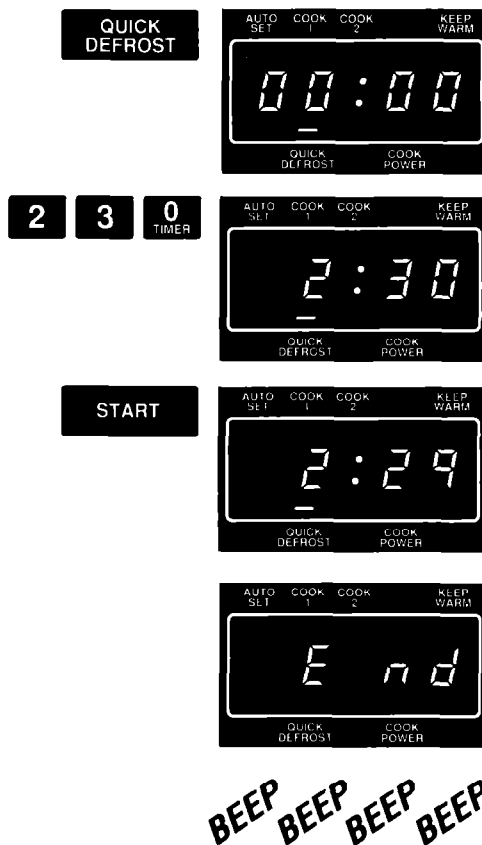 QUICK
DEFROST
AUTO SET COOK 1 COOK 2 KEEP WARM
00:00
QUICK DEFROST COOK POWER
2 3 0 TIMER
AUTO SET COOK 1 COOK 2 KEEP WARM
2:30
QUICK DEFROST COOK POWER
START
AUTO SET COOK 1 COOK 2 KEEP WARM
2:29
QUICK DEFROST COOK POWER
AUTO SET COOK 1 COOK 2 KEEP WARM
E nd
QUICK DEFROST COOK POWER
BEEP BEEP BEEP BEEP